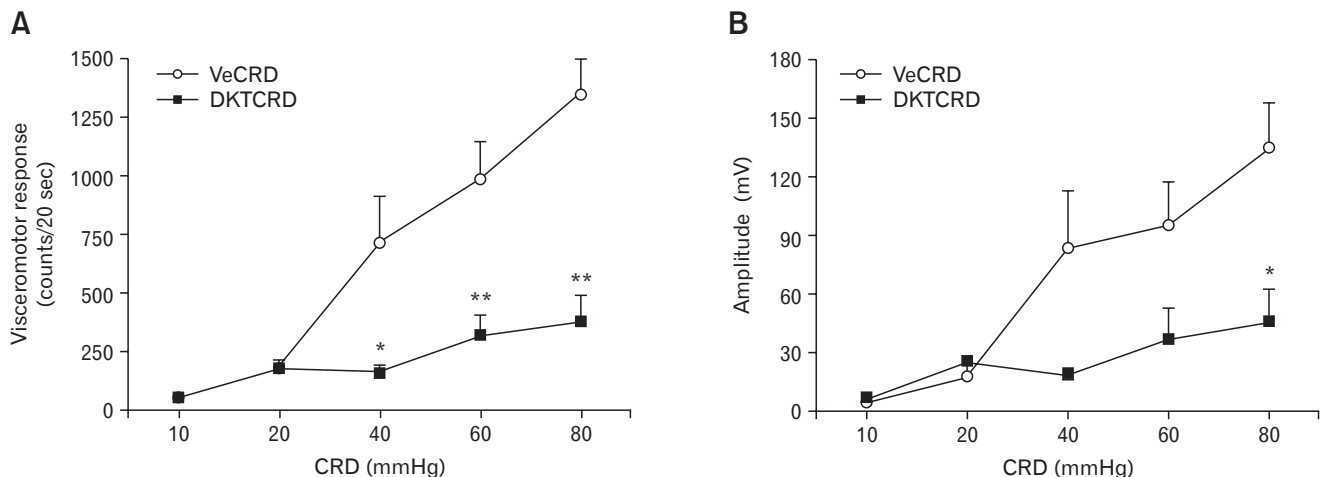 A
1500
1250
1000
750
500
250
0
Visceromotor response
(counts/20 sec)
VeCRD
DKTCRD
*
**
**
10 20 40 60 80
CRD (mmHg)
B
180
150
120
90
60
30
0
Amplitude (mV)
VeCRD
DKTCRD
*
10 20 40 60 80
CRD (mmHg)